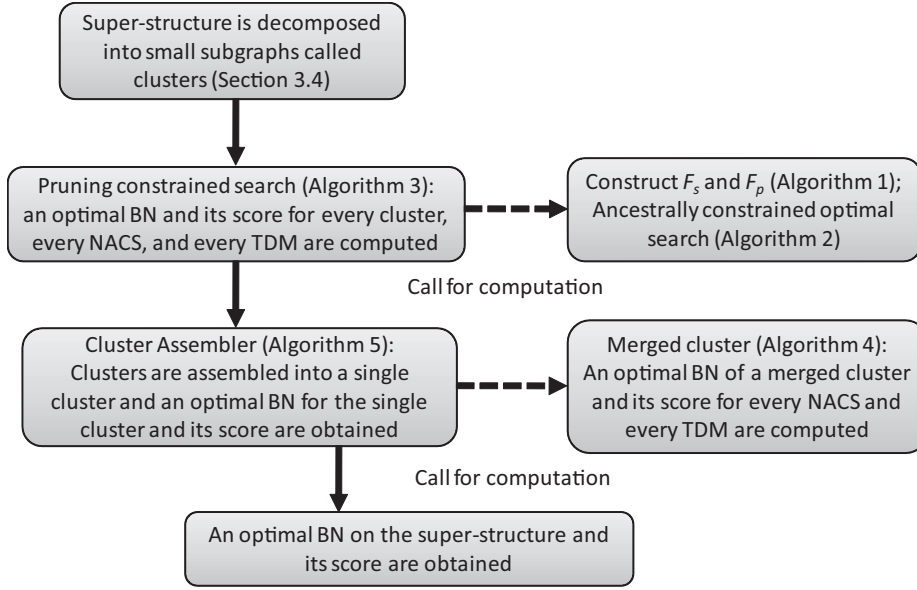 Super-structure is decomposed
into small subgraphs called
clusters (Section 3.4)
Pruning constrained search (Algorithm 3):
an optimal BN and its score for every cluster,
every NACS, and every TDM are computed
Construct Fs and Fp (Algorithm 1);
Ancestrally constrained optimal
search (Algorithm 2)
Call for computation
Cluster Assembler (Algorithm 5):
Clusters are assembled into a single
cluster and an optimal BN for the single
cluster and its score are obtained
Merged cluster (Algorithm 4):
An optimal BN of a merged cluster
and its score for every NACS and
every TDM are computed
Call for computation
An optimal BN on the super-structure and
its score are obtained